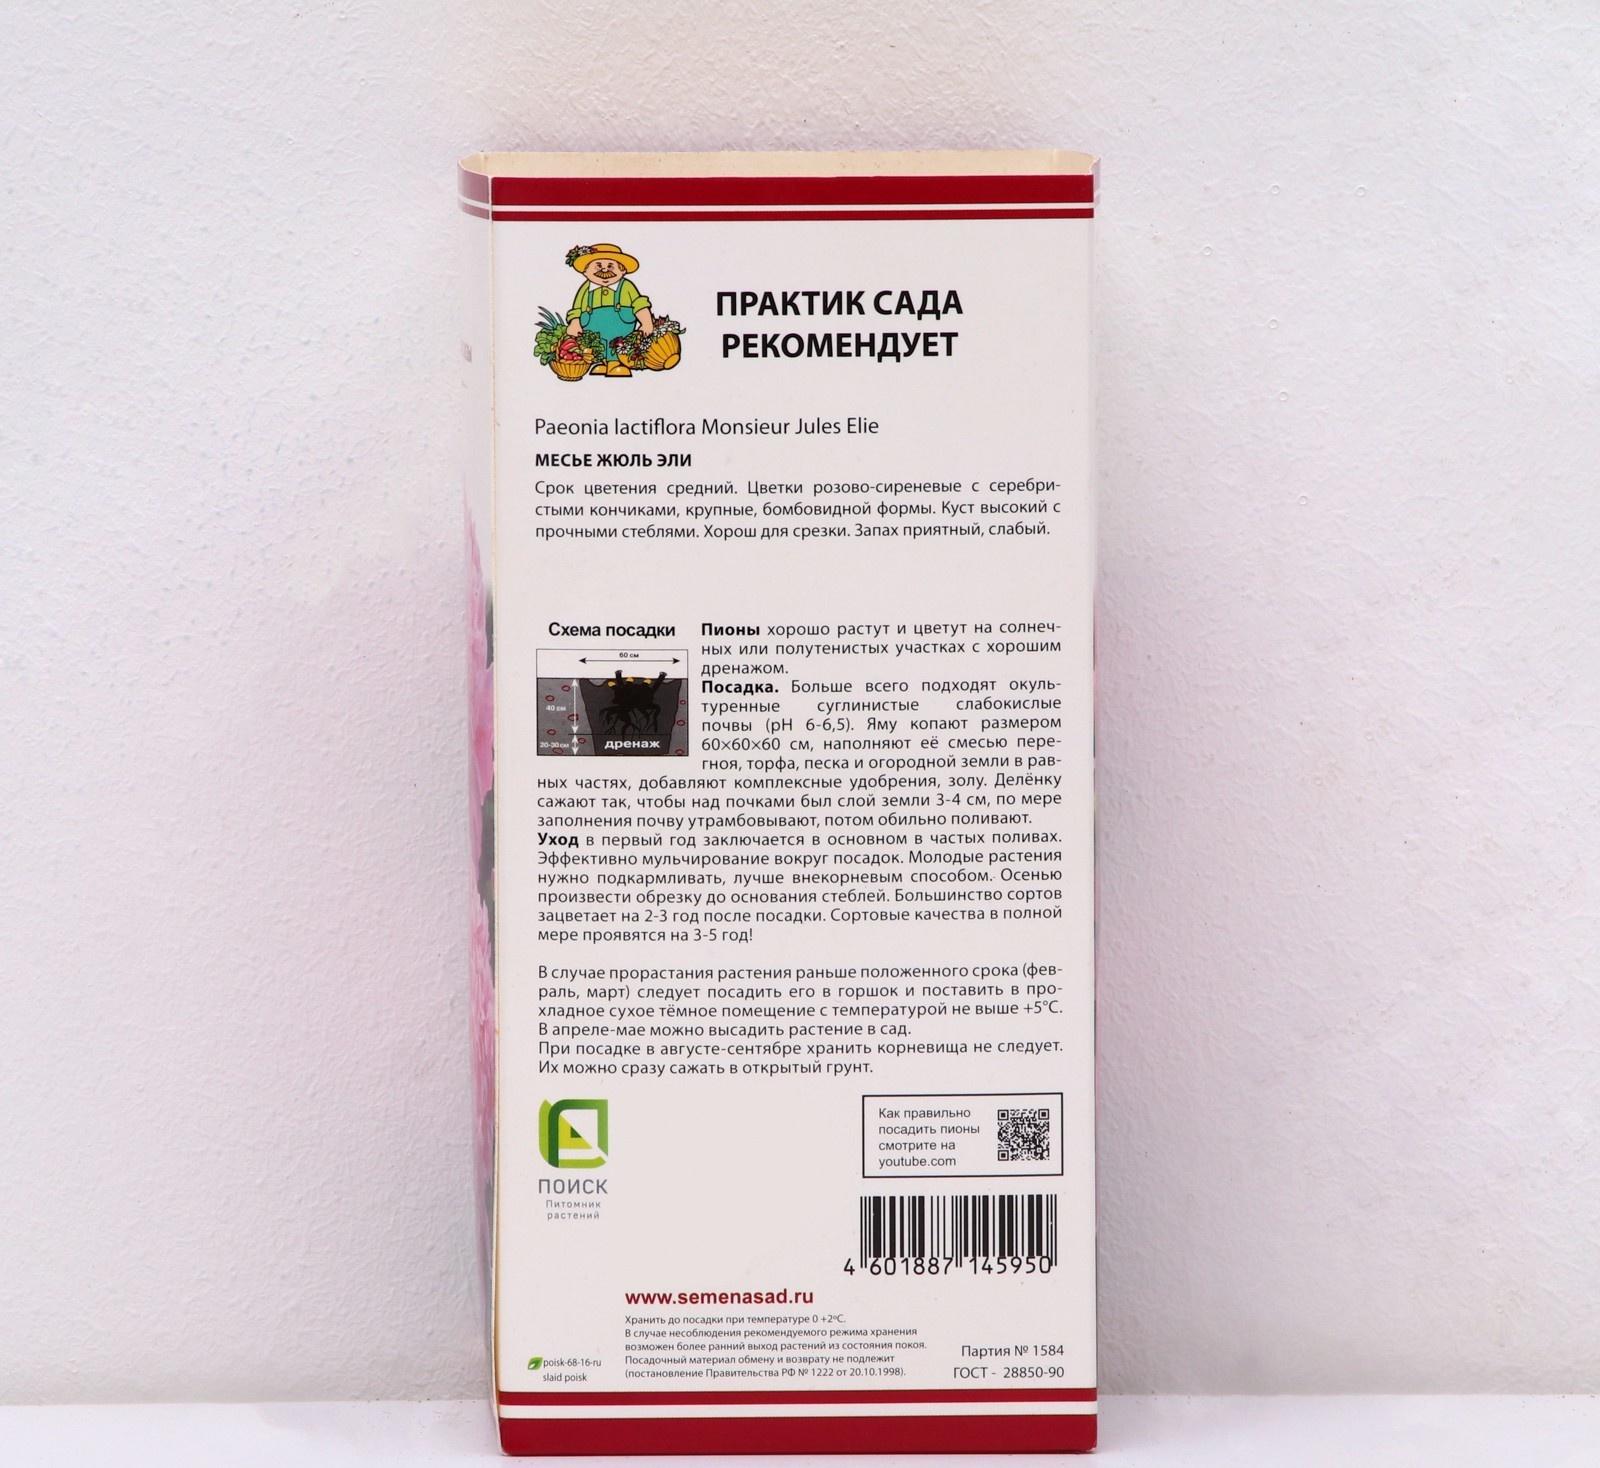 ПРАКТИК САДА
РЕКОМЕНДУЕТ
Paeonia lactiflora Monsieur Jules Elie
МЕСЬЕ ЖЮЛЬ ЭЛИ
Срок цветения средний. Цветки розово-сиреневые с серебри-
стыми кончиками, крупные, бомбовидной формы. Куст высокий с
прочными стеблями. Хорош для срезки. Запах приятный, слабый.
Схема посадки
60 см
40 см
20-30 см
дренаж
Пионы хорошо растут и цветут на солнеч-
ных или полутенистых участках с хорошим
дренажом.
Посадка. Больше всего подходят окуль-
туренные суглинистые слабокислые
почвы (pH 6-6,5). Яму копают размером
60×60×60 см, наполняют её смесью пере-
гноя, торфа, песка и огородной земли в рав-
ных частях, добавляют комплексные удобрения, золу. Делёнку
сажают так, чтобы над почками был слой земли 3-4 см, по мере
заполнения почву утрамбовывают, потом обильно поливают.
Уход в первый год заключается в основном в частых поливах.
Эффективно мульчирование вокруг посадок. Молодые растения
нужно подкармливать, лучше внекорневым способом. Осенью
произвести обрезку до основания стеблей. Большинство сортов
зацветает на 2-3 год после посадки. Сортовые качества в полной
мере проявятся на 3-5 год!
В случае прорастания растения раньше положенного срока (фев-
раль, март) следует посадить его в горшок и поставить в про-
хладное сухое тёмное помещение с температурой не выше +5°С.
В апреле-мае можно высадить растение в сад.
При посадке в августе-сентябре хранить корневища не следует.
Их можно сразу сажать в открытый грунт.
ПОИСК
Питомник
растений
Как правильно
посадить пионы
смотрите на
youtube.com
4 601887 145950
www.semenasad.ru
Хранить до посадки при температуре 0 +2°С.
В случае несоблюдения рекомендуемого режима хранения
возможен более ранний выход растений из состояния покоя.
Посадочный материал обмену и возврату не подлежит
(постановление Правительства РФ № 1222 от 20.10.1998).
poisk-68-16-ru
slaid poisk
Партия № 1584
ГОСТ - 28850-90